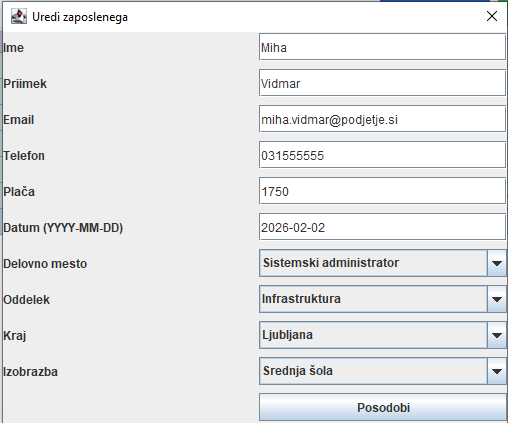 Uredi zaposlenega
Ime Miha
Priimek Vidmar
Email miha.vidmar@podjetje.si
Telefon 031555555
Plača 1750
Datum (YYYY-MM-DD) 2026-02-02
Delovno mesto Sistemski administrator
Oddelek Infrastruktura
Kraj Ljubljana
Izobrazba Srednja šola
Posodobi